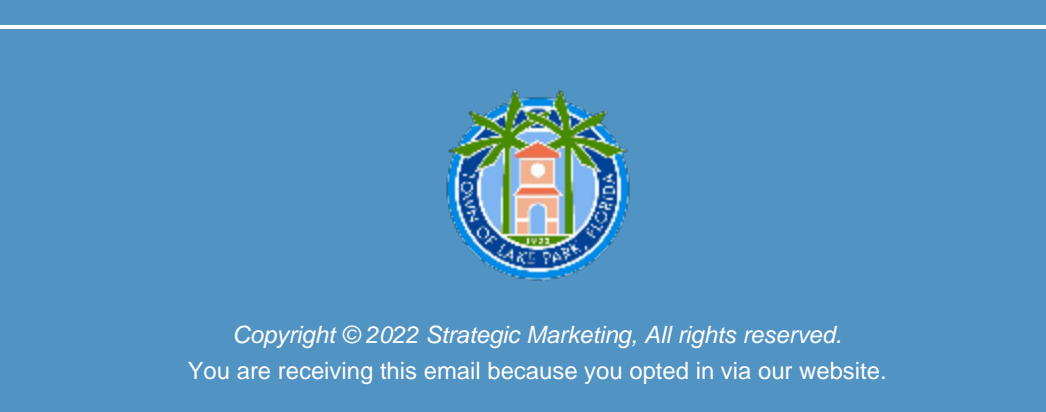 TOWN OF LAKE PARK, FLORIDA
1923
Copyright © 2022 Strategic Marketing, All rights reserved.
You are receiving this email because you opted in via our website.